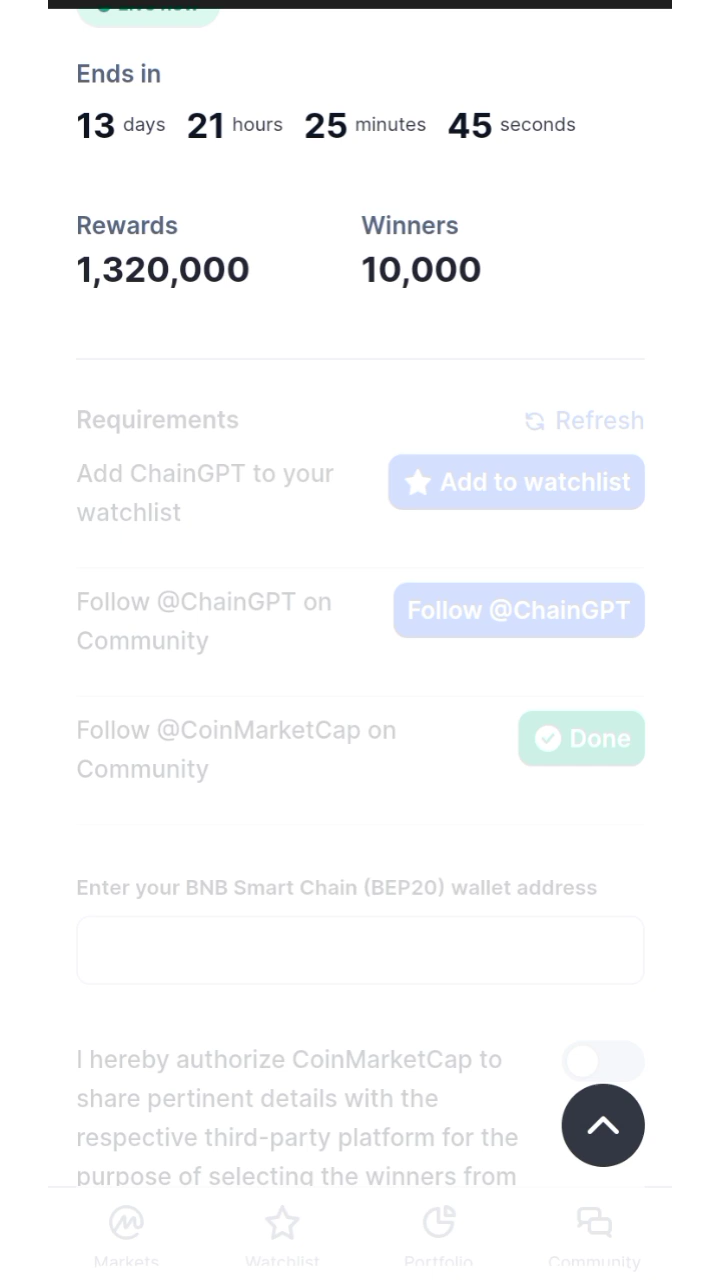 Ends in
13 days 21 hours 25 minutes 45 seconds
Rewards Winners
1,320,000 10,000
Requirements Refresh
Add ChainGPT to your
watchlist
Add to watchlist
Follow @ChainGPT on
Community
Follow @ChainGPT
Follow @CoinMarketCap on
Community
Done
Enter your BNB Smart Chain (BEP20) wallet address
I hereby authorize CoinMarketCap to
share pertinent details with the
respective third-party platform for the
purpose of selecting the winners from
Markets Watchlist Portfolio Community